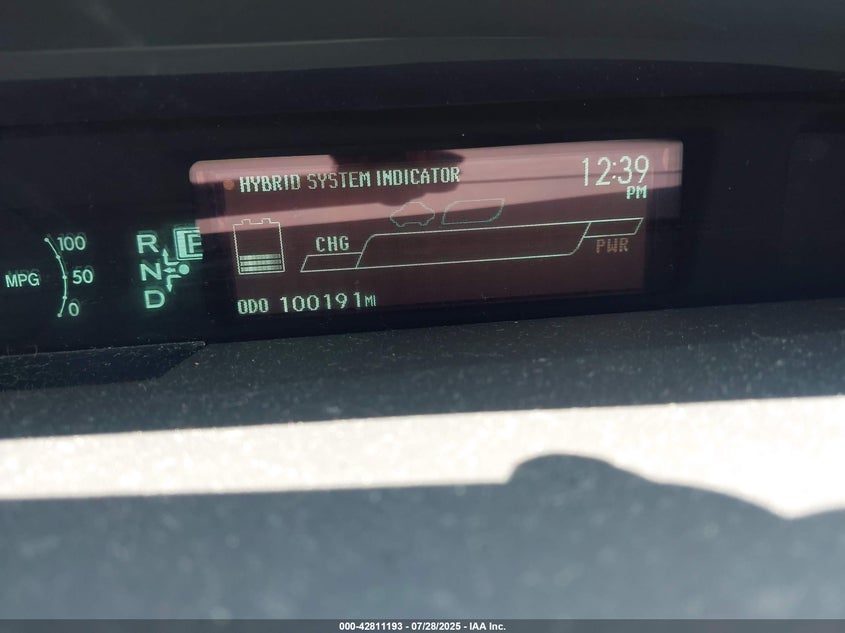 HYBRID SYSTEM INDICATOR
12:39
PM
CHG
PWR
ODO 100191 MI
MPG
100
50
0
R
P
N
D
000-42811193 - 07/28/2025 - IAA Inc.